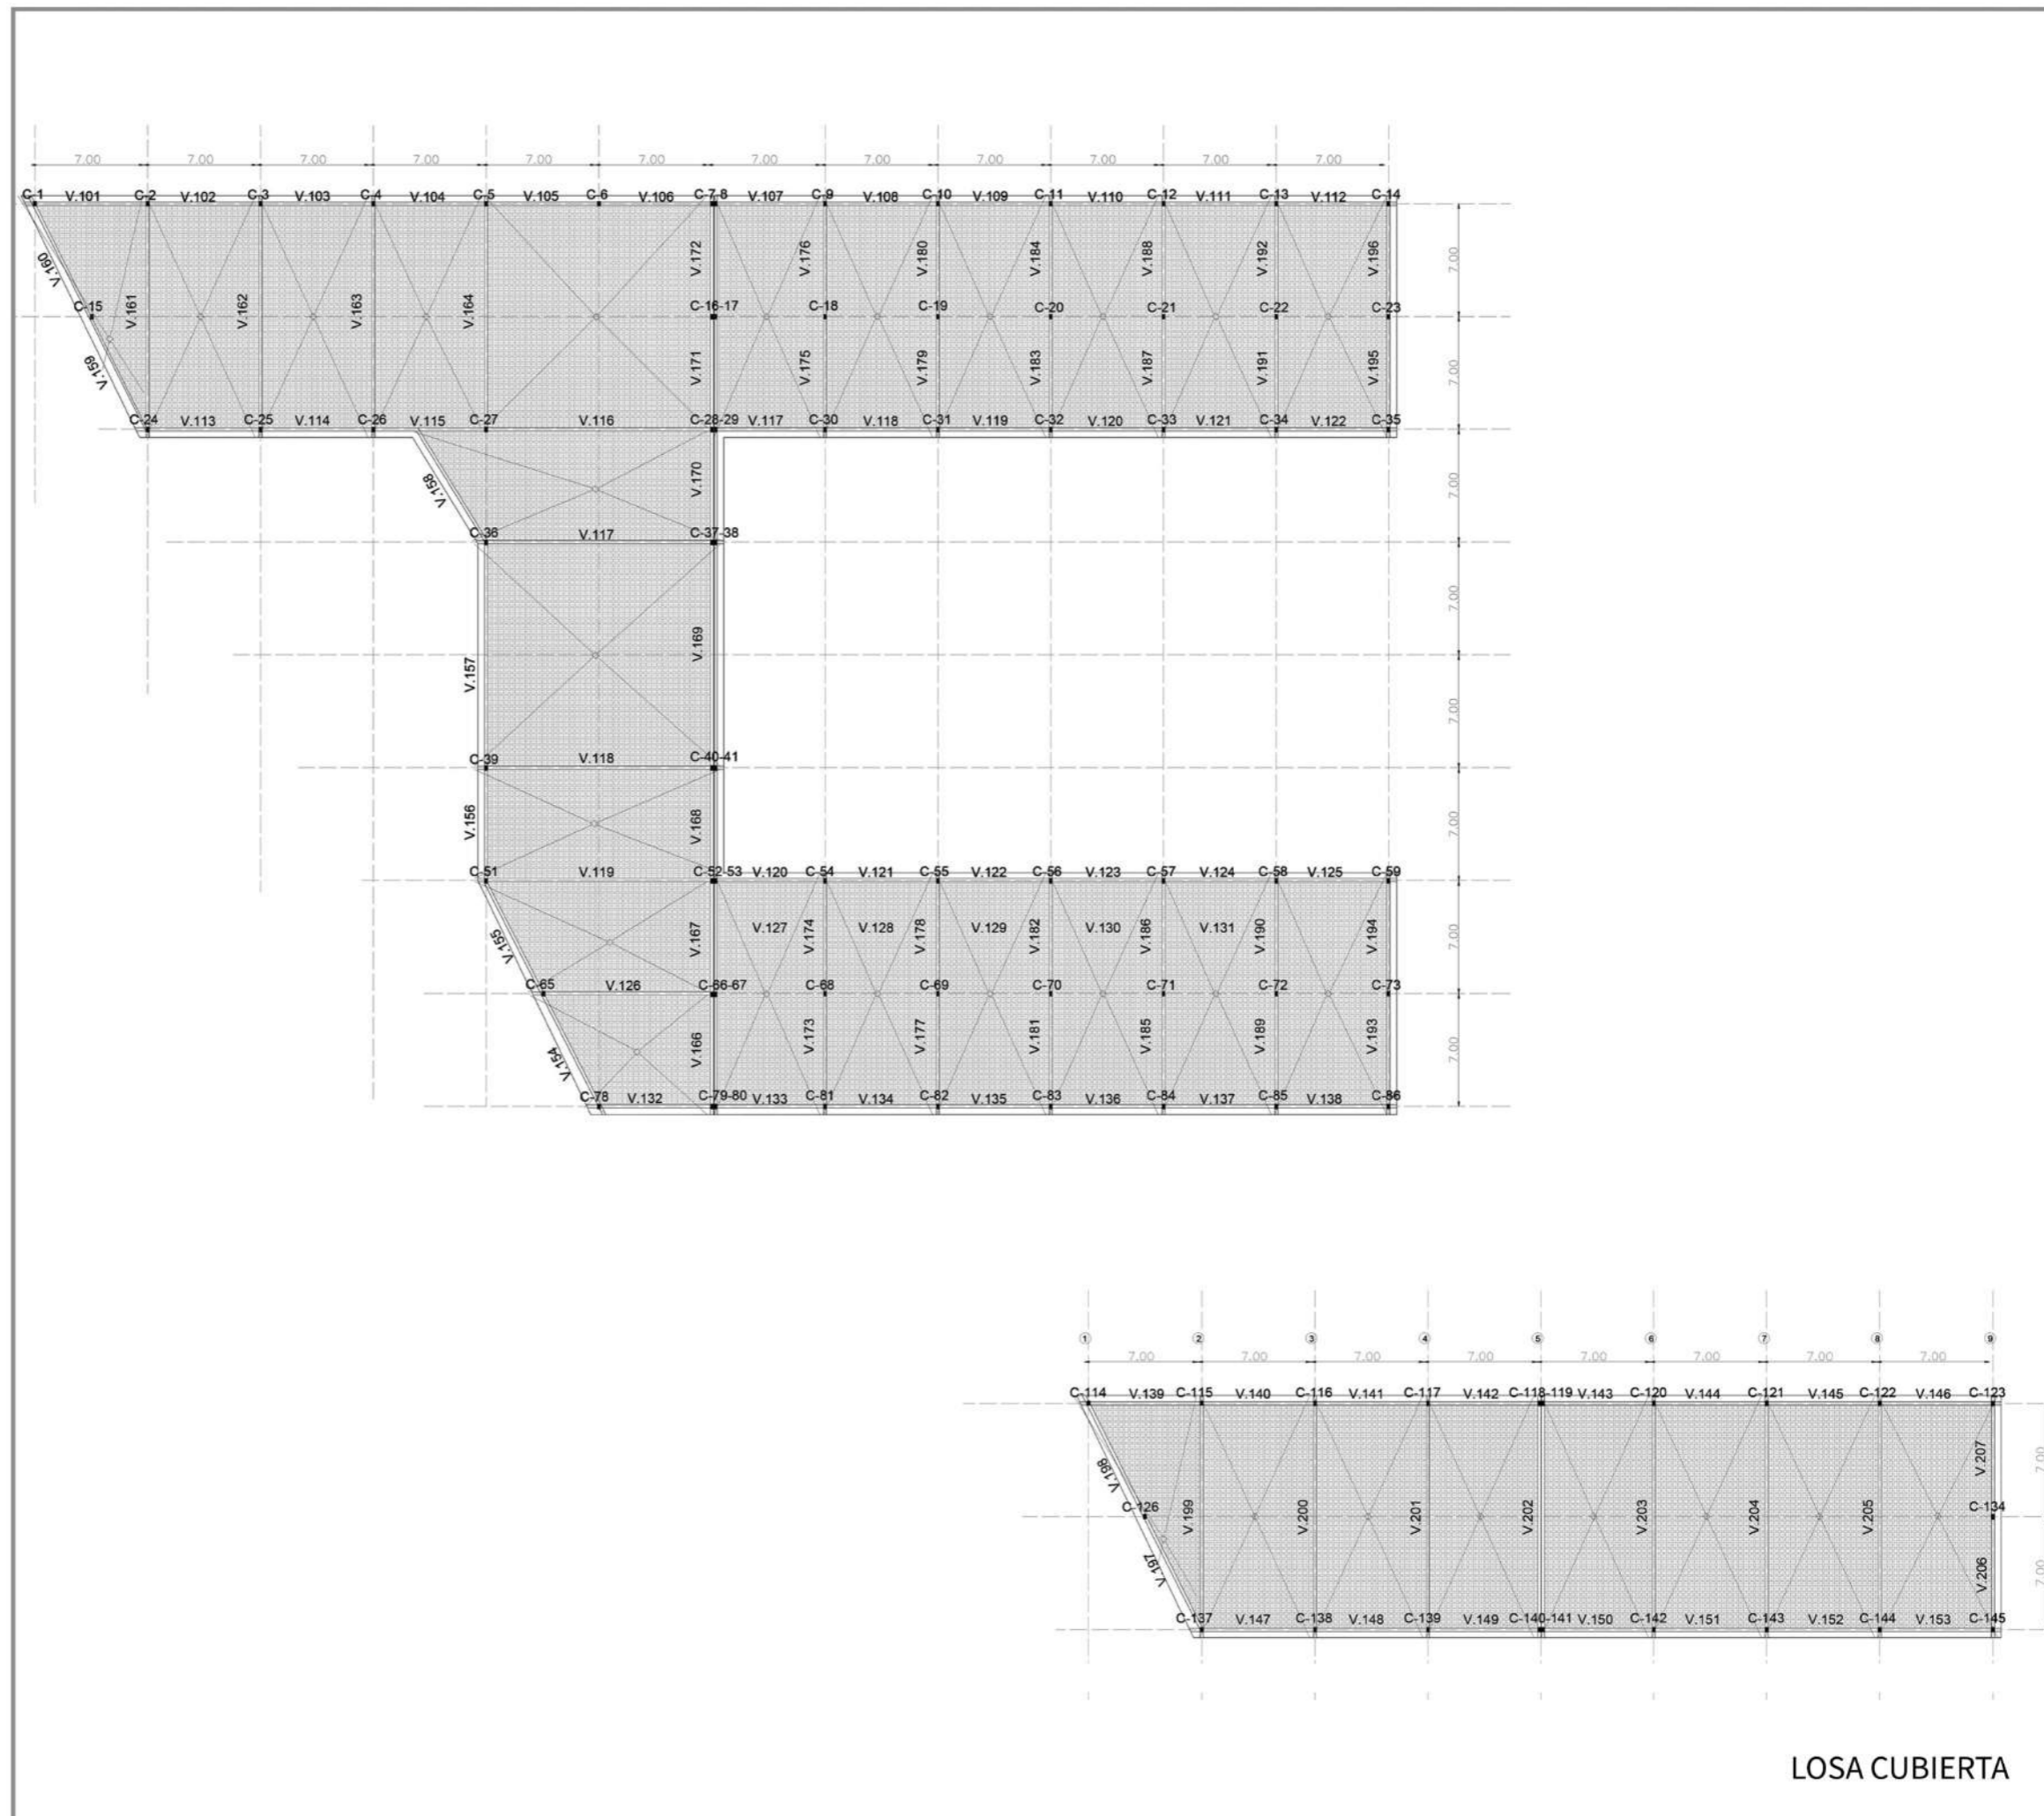 7.00 7.00 7.00 7.00 7.00 7.00 7.00 7.00 7.00 7.00 7.00 7.00
C-1 V.101 C-2 V.102 C-3 V.103 C-4 V.104 C-5 V.105 C-6 V.106 C-7-8 V.107 C-9 V.108 C-10 V.109 C-11 V.110 C-12 V.111 C-13 V.112 C-14
V.160 V.172 V.176 V.180 V.184 V.188 V.192 V.196 7.00
C-15 V.161 V.162 V.163 V.164 C-16-17 C-18 C-19 C-20 C-21 C-22 C-23
V.159 V.171 V.175 V.179 V.183 V.187 V.191 V.195 7.00
C-24 V.113 C-25 V.114 C-26 V.115 C-27 V.116 C-28-29 V.117 C-30 V.118 C-31 V.119 C-32 V.120 C-33 V.121 C-34 V.122 C-35
V.158 V.170 7.00
C-36 V.117 C-37-38
7.00
V.157 V.169
7.00
C-39 V.118 C-40-41
V.156 V.168 7.00
C-51 V.119 C-52-53 V.120 C-54 V.121 C-55 V.122 C-56 V.123 C-57 V.124 C-58 V.125 C-59
V.155 V.167 V.127 V.174 V.128 V.178 V.129 V.182 V.130 V.186 V.131 V.190 V.194 7.00
C-65 V.126 C-66-67 C-68 C-69 C-70 C-71 C-72 C-73
V.154 V.166 V.173 V.177 V.181 V.185 V.189 V.193 7.00
C-78 V.132 C-79-80 V.133 C-81 V.134 C-82 V.135 C-83 V.136 C-84 V.137 C-85 V.138 C-86
1 2 3 4 5 6 7 8 9
7.00 7.00 7.00 7.00 7.00 7.00 7.00 7.00
C-114 V.139 C-115 V.140 C-116 V.141 C-117 V.142 C-118-119 V.143 C-120 V.144 C-121 V.145 C-122 V.146 C-123
V.198 V.207 7.00
C-126 V.199 V.200 V.201 V.202 V.203 V.204 V.205 C-134
V.197 V.206 7.00
C-137 V.147 C-138 V.148 C-139 V.149 C-140-141 V.150 C-142 V.151 C-143 V.152 C-144 V.153 C-145
LOSA CUBIERTA